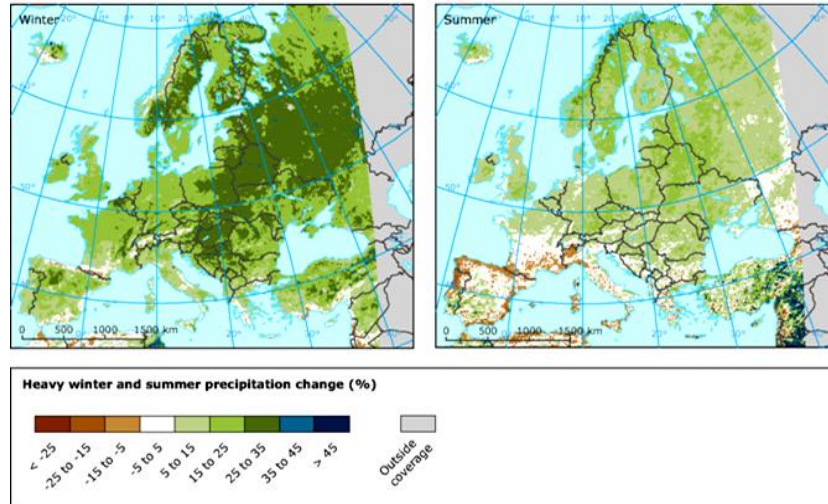 Winter
Summer
0 500 1000 1500 km
0 500 1000 1500 km
Heavy winter and summer precipitation change (%)
< -25
-25 to -15
-15 to -5
-5 to 5
5 to 15
15 to 25
25 to 35
35 to 45
> 45
Outside
coverage